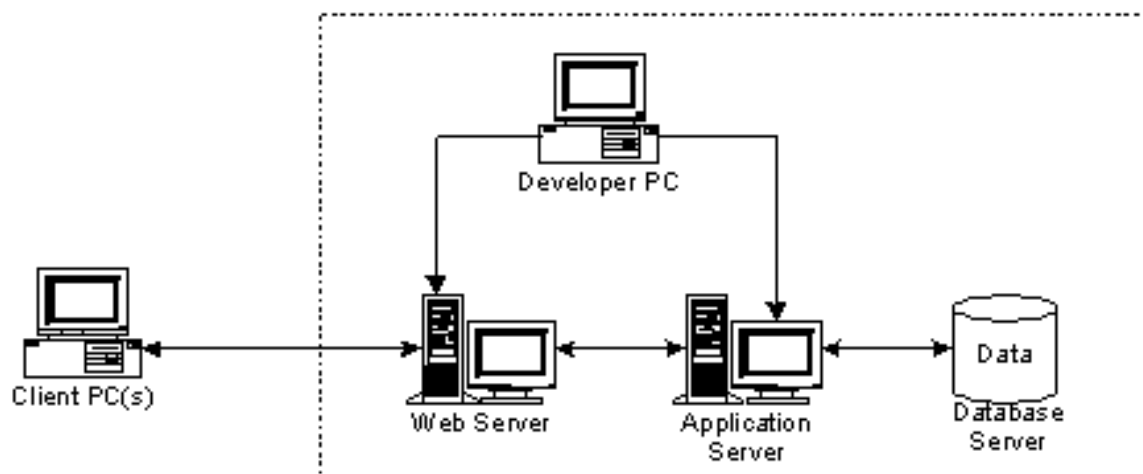 Developer PC
Client PC(s)
Web Server
Application
Server
Data
Database
Server